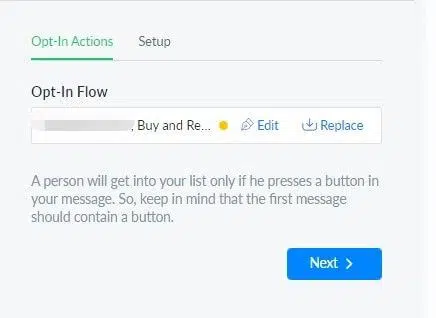 Opt-In Actions Setup
Opt-In Flow
, Buy and Re... Edit Replace
A person will get into your list only if he presses a button in
your message. So, keep in mind that the first message
should contain a button.
Next